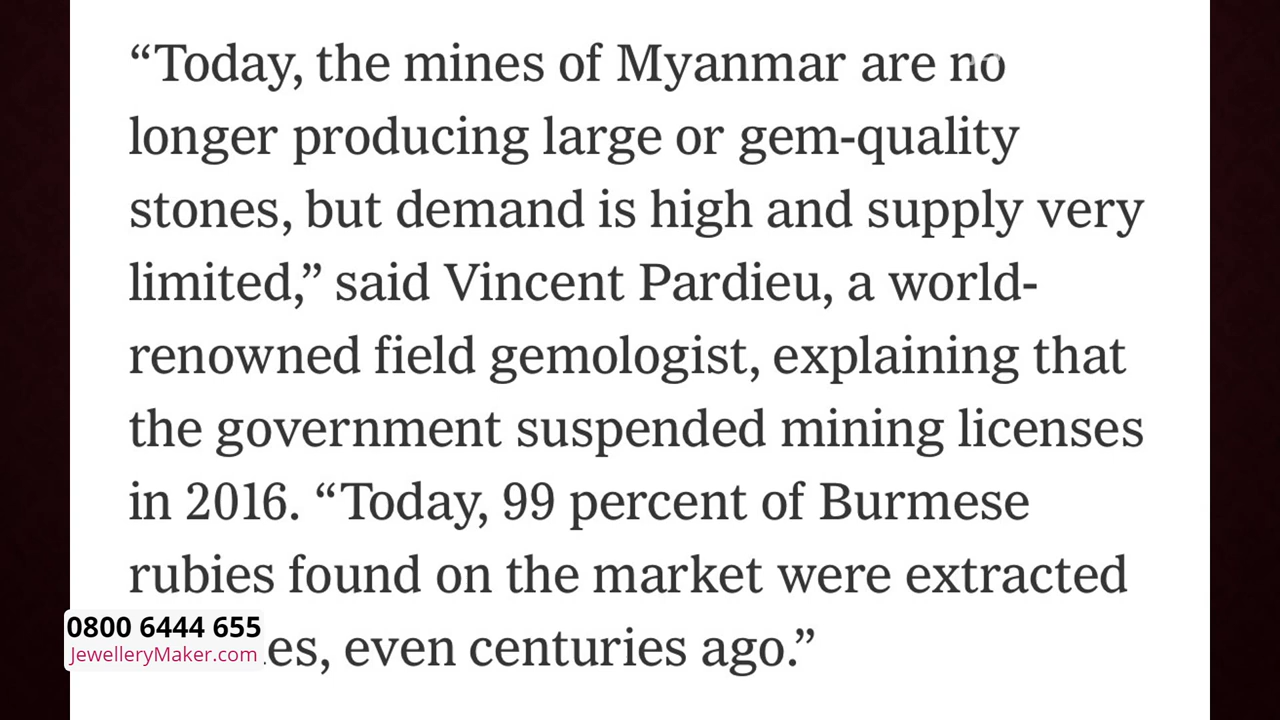 “Today, the mines of Myanmar are no
longer producing large or gem-quality
stones, but demand is high and supply very
limited,” said Vincent Pardieu, a world-
renowned field gemologist, explaining that
the government suspended mining licenses
in 2016. “Today, 99 percent of Burmese
rubies found on the market were extracted
even centuries ago.”
0800 6444 655
JewelleryMaker.com